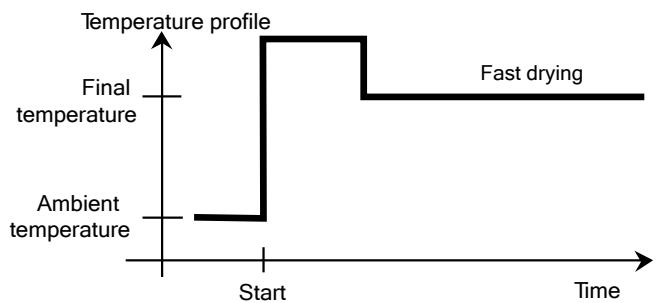 Temperature profile
Fast drying
Final
temperature
Ambient
temperature
Start
Time